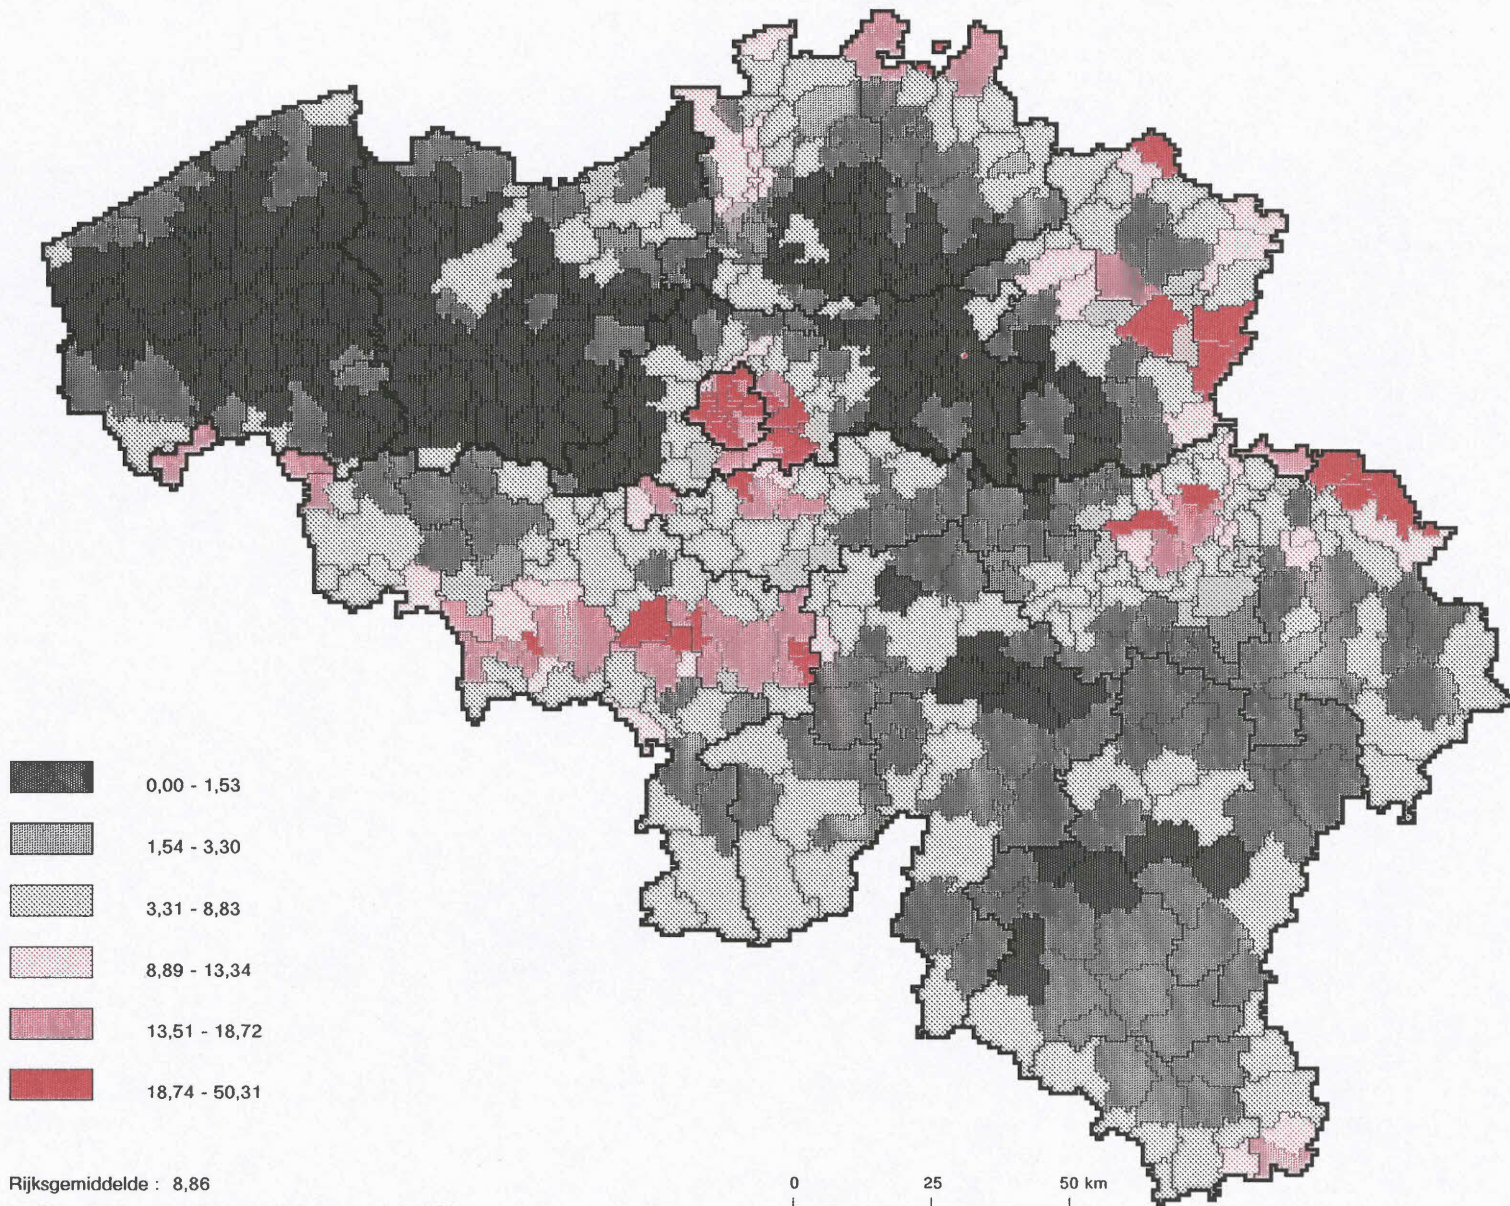 0,00 - 1,53
1,54 - 3,30
3,31 - 8,83
8,89 - 13,34
13,51 - 18,72
18,74 - 50,31
Rijksgemiddelde : 8,86
0 25 50 km